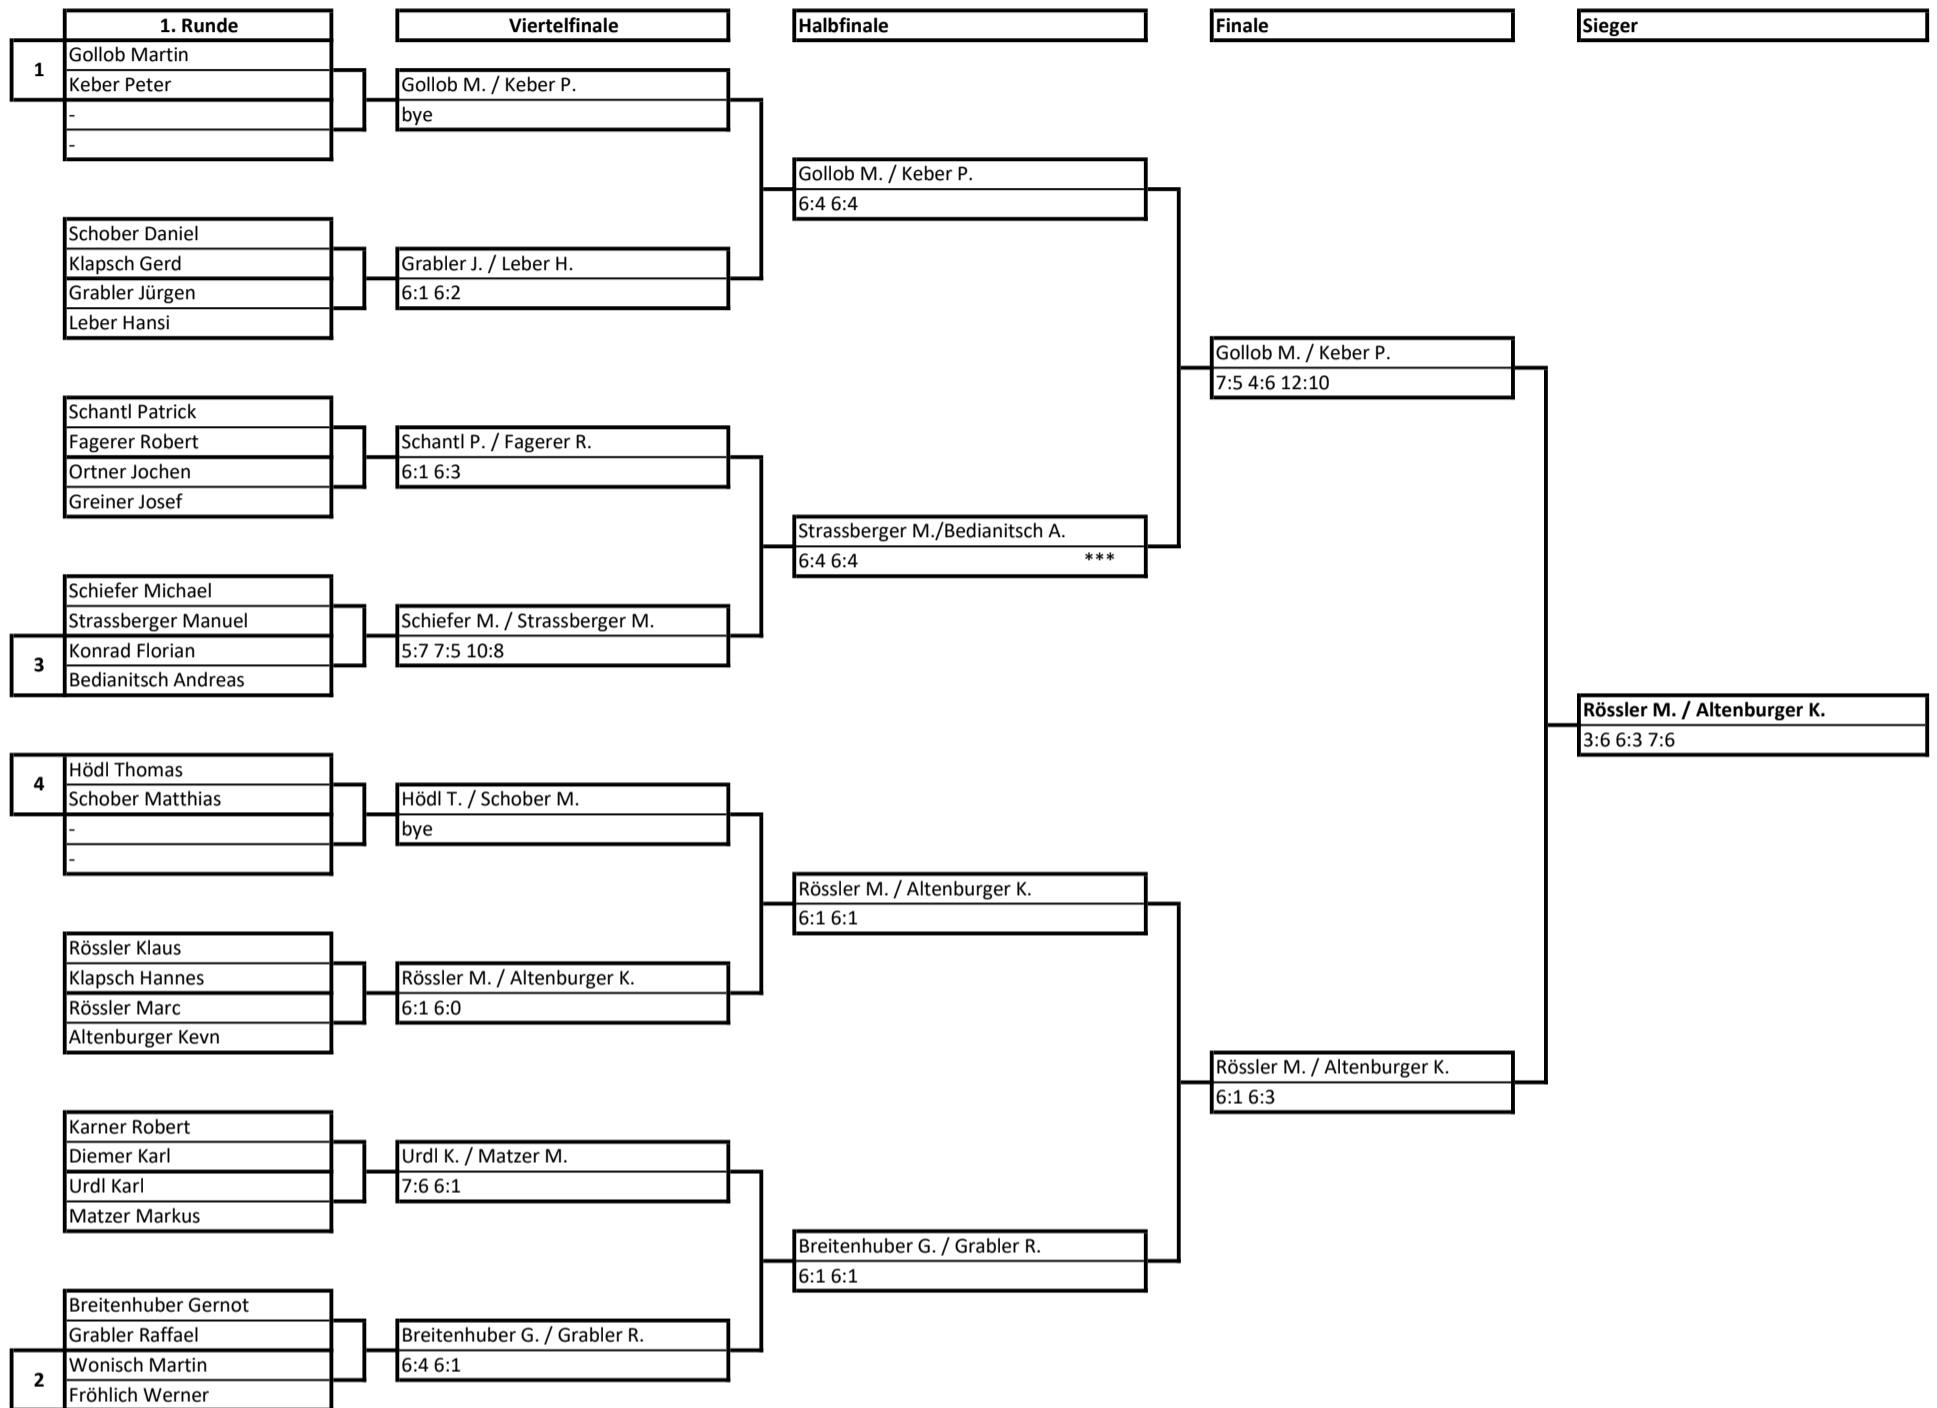 1. Runde
Viertelfinale
Halbfinale
Finale
Sieger
1
Gollob Martin
Keber Peter
-
-
Schober Daniel
Klapsch Gerd
Grabler Jürgen
Leber Hansi
Schantl Patrick
Fagerer Robert
Ortner Jochen
Greiner Josef
Schiefer Michael
Strassberger Manuel
3
Konrad Florian
Bedianitsch Andreas
4
Hödl Thomas
Schober Matthias
-
-
Rössler Klaus
Klapsch Hannes
Rössler Marc
Altenburger Kevn
Karner Robert
Diemer Karl
Urdl Karl
Matzer Markus
Breitenhuber Gernot
Grabler Raffael
2
Wonisch Martin
Fröhlich Werner
Gollob M. / Keber P.
bye
Grabler J. / Leber H.
6:1 6:2
Schantl P. / Fagerer R.
6:1 6:3
Schiefer M. / Strassberger M.
5:7 7:5 10:8
Hödl T. / Schober M.
bye
Rössler M. / Altenburger K.
6:1 6:0
Urdl K. / Matzer M.
7:6 6:1
Breitenhuber G. / Grabler R.
6:4 6:1
Gollob M. / Keber P.
6:4 6:4
Strassberger M./Bedianitsch A.
6:4 6:4 ***
Rössler M. / Altenburger K.
6:1 6:1
Breitenhuber G. / Grabler R.
6:1 6:1
Gollob M. / Keber P.
7:5 4:6 12:10
Rössler M. / Altenburger K.
6:1 6:3
Rössler M. / Altenburger K.
3:6 6:3 7:6